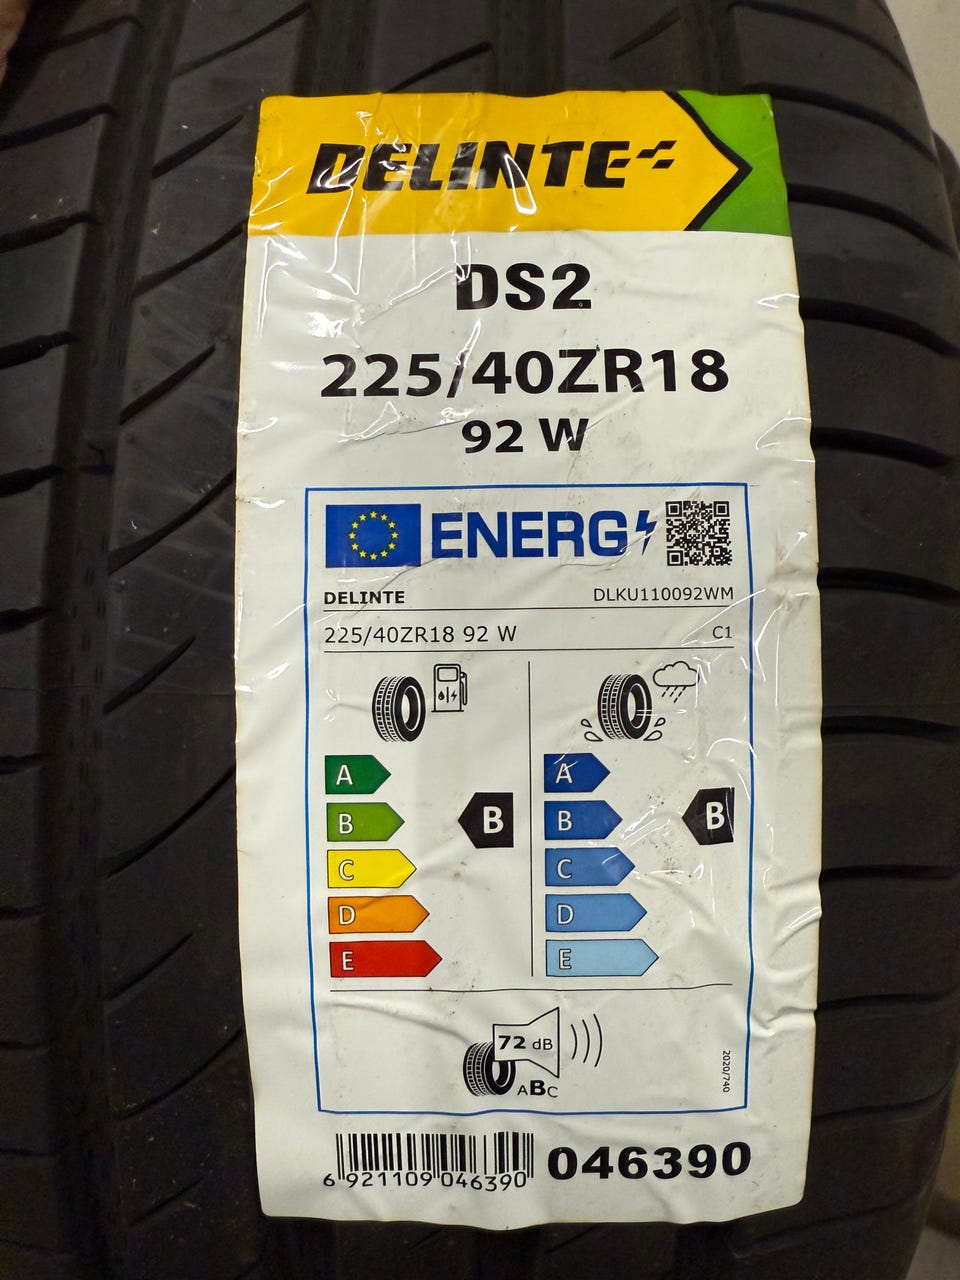 DELINTE
DS2
225/40ZR18
92 W
ENERG
DELINTE DLKU110092WM
225/40ZR18 92 W C1
A A
B B B B
C C
D D
E E
72 dB
ABC
2020/740
6 921109 046390 046390